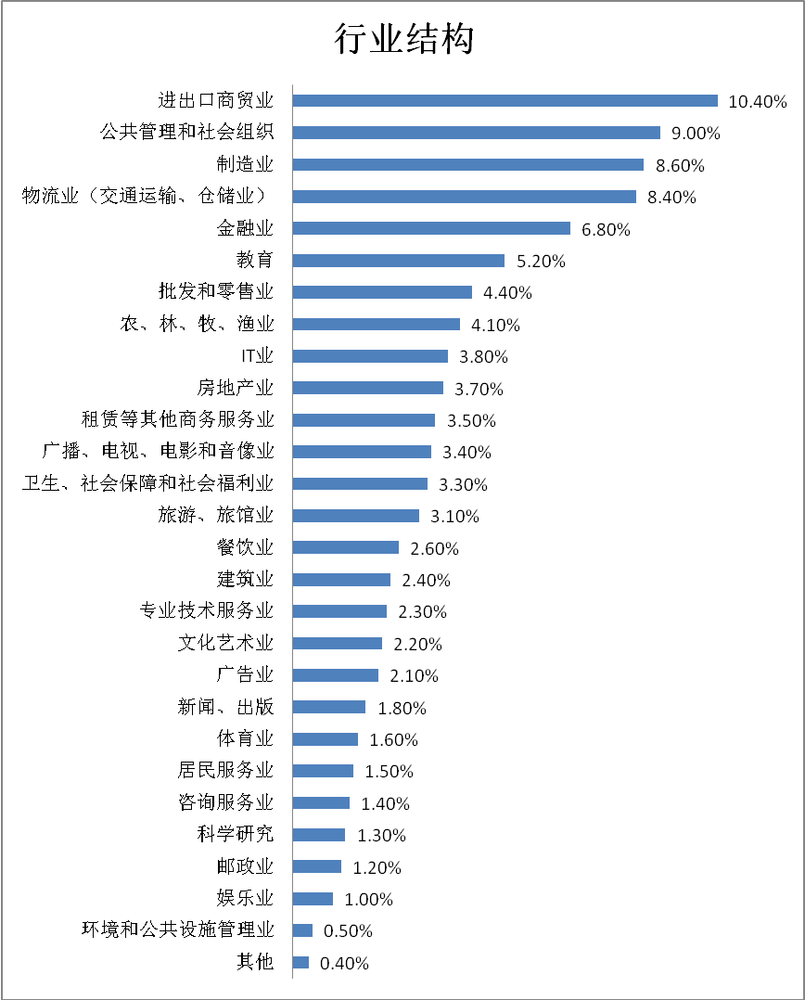 行业结构
进出口商贸业 10.40%
公共管理和社会组织 9.00%
制造业 8.60%
物流业（交通运输、仓储业） 8.40%
金融业 6.80%
教育 5.20%
批发和零售业 4.40%
农、林、牧、渔业 4.10%
IT业 3.80%
房地产业 3.70%
租赁等其他商务服务业 3.50%
广播、电视、电影和音像业 3.40%
卫生、社会保障和社会福利业 3.30%
旅游、旅馆业 3.10%
餐饮业 2.60%
建筑业 2.40%
专业技术服务业 2.30%
文化艺术业 2.20%
广告业 2.10%
新闻、出版 1.80%
体育业 1.60%
居民服务业 1.50%
咨询服务业 1.40%
科学研究 1.30%
邮政业 1.20%
娱乐业 1.00%
环境和公共设施管理业 0.50%
其他 0.40%